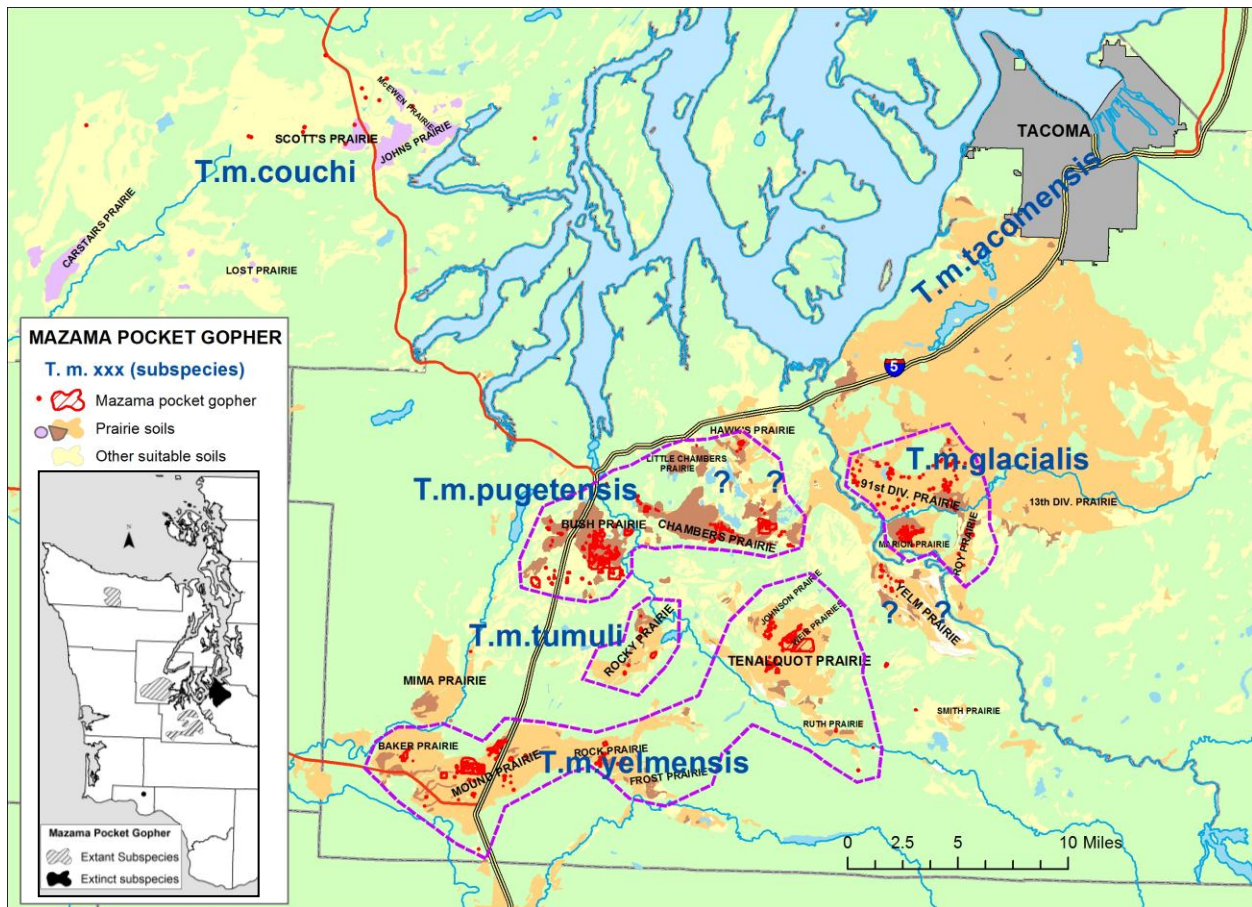 McEWEN PRAIRIE
SCOTT'S PRAIRIE
JOHNS PRAIRIE
T.m.couchi
CARSTAIRS PRAIRIE
LOST PRAIRIE
TACOMA
T.m.tacomensis
5
MAZAMA POCKET GOPHER
T. m. xxx (subspecies)
Mazama pocket gopher
Prairie soils
Other suitable soils
N
Mazama Pocket Gopher
Extant Subspecies
Extinct subspecies
HAWK'S PRAIRIE
LITTLE CHAMBERS
PRAIRIE
? ?
T.m.pugetensis
BUSH PRAIRIE
CHAMBERS PRAIRIE
T.m.glacialis
91st DIV. PRAIRIE
13th DIV. PRAIRIE
MARION PRAIRIE
ROY PRAIRIE
YELM PRAIRIE
? ?
T.m.tumuli
ROCKY PRAIRIE
JOHNSON PRAIRIE
WEIR PRAIRIE
TENALQUOT PRAIRIE
MIMA PRAIRIE
RUTH PRAIRIE
SMITH PRAIRIE
BAKER PRAIRIE
MOUND PRAIRIE
ROCK PRAIRIE
T.m.yelmensis
FROST PRAIRIE
0 2.5 5 10 Miles